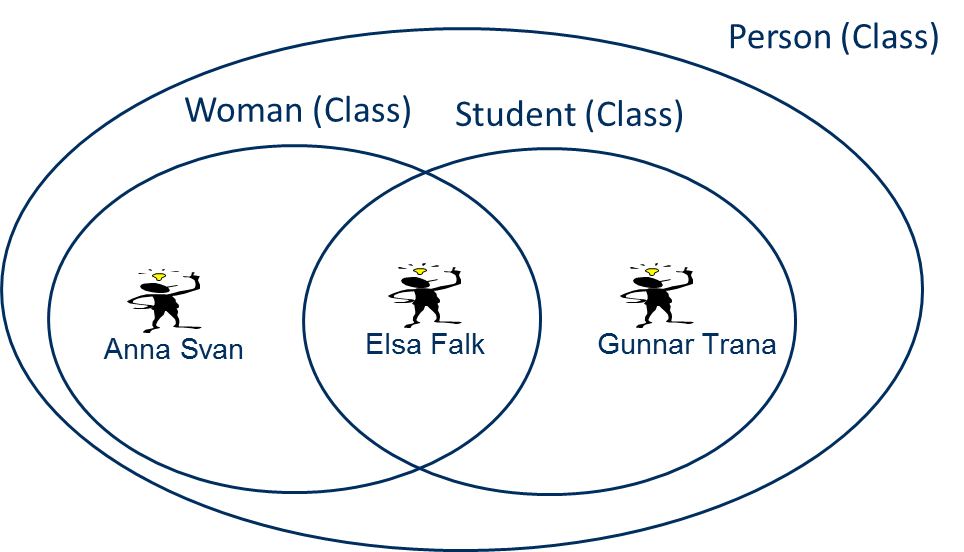 Person (Class)
Woman (Class)
Student (Class)
Anna Svan
Elsa Falk
Gunnar Trana